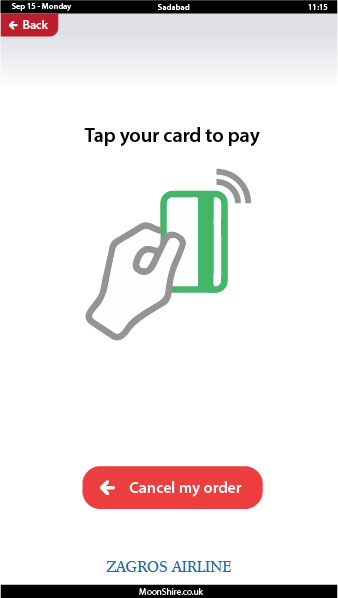 Sep 15 - Monday Sadabad 11:15
Back
Tap your card to pay
Cancel my order
ZAGROS AIRLINE
MoonShire.co.uk